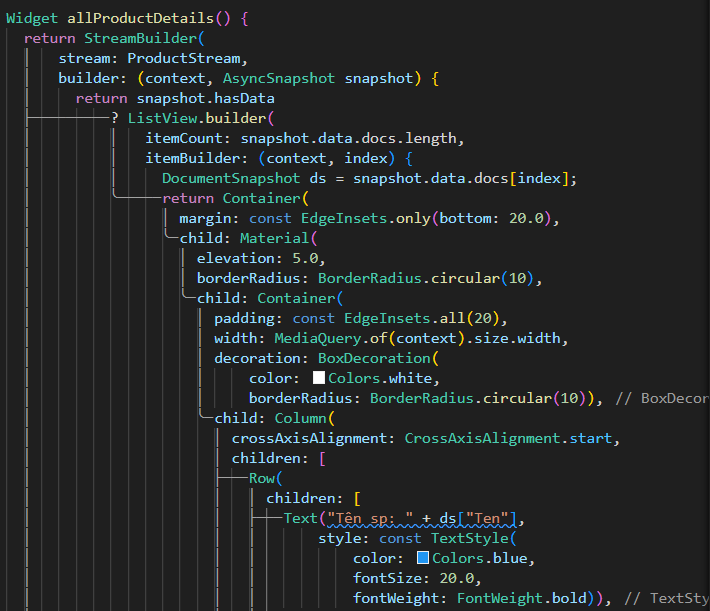 Widget allProductDetails() {
return StreamBuilder(
stream: ProductStream,
builder: (context, AsyncSnapshot snapshot) {
return snapshot.hasData
? ListView.builder(
itemCount: snapshot.data.docs.length,
itemBuilder: (context, index) {
DocumentSnapshot ds = snapshot.data.docs[index];
return Container(
margin: const EdgeInsets.only(bottom: 20.0),
child: Material(
elevation: 5.0,
borderRadius: BorderRadius.circular(10),
child: Container(
padding: const EdgeInsets.all(20),
width: MediaQuery.of(context).size.width,
decoration: BoxDecoration(
color: Colors.white,
borderRadius: BorderRadius.circular(10)), // BoxDecor
child: Column(
crossAxisAlignment: CrossAxisAlignment.start,
children: [
Row(
children: [
Text("Tên sp: " + ds["Ten"],
style: const TextStyle(
color: Colors.blue,
fontSize: 20.0,
fontWeight: FontWeight.bold)), // TextSty